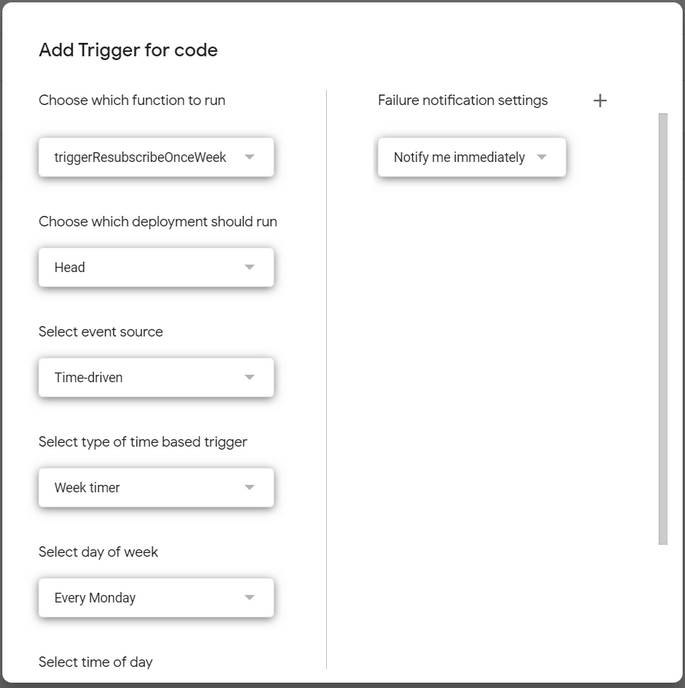 Add Trigger for code
Choose which function to run
triggerResubscribeOnceWeek
Choose which deployment should run
Head
Select event source
Time-driven
Select type of time based trigger
Week timer
Select day of week
Every Monday
Select time of day
Failure notification settings
Notify me immediately